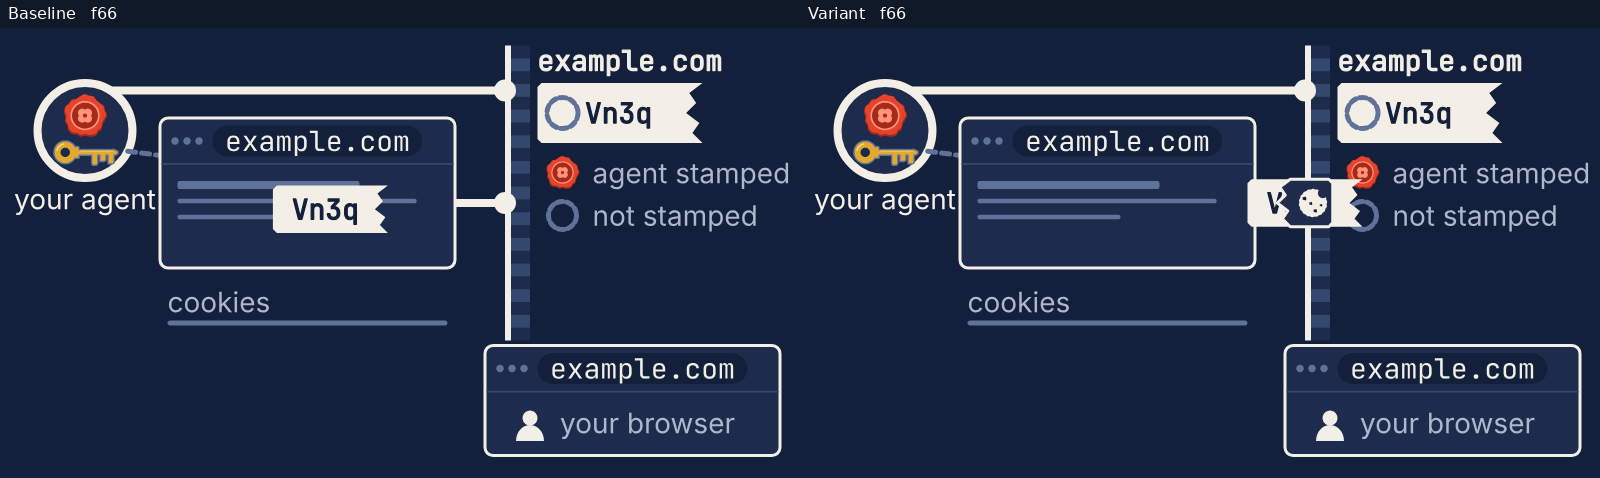 Baseline f66
example.com
Vn3q
example.com
agent stamped
your agent
Vn3q
not stamped
cookies
example.com
your browser
Variant f66
example.com
Vn3q
example.com
agent stamped
your agent
V
not stamped
cookies
example.com
your browser